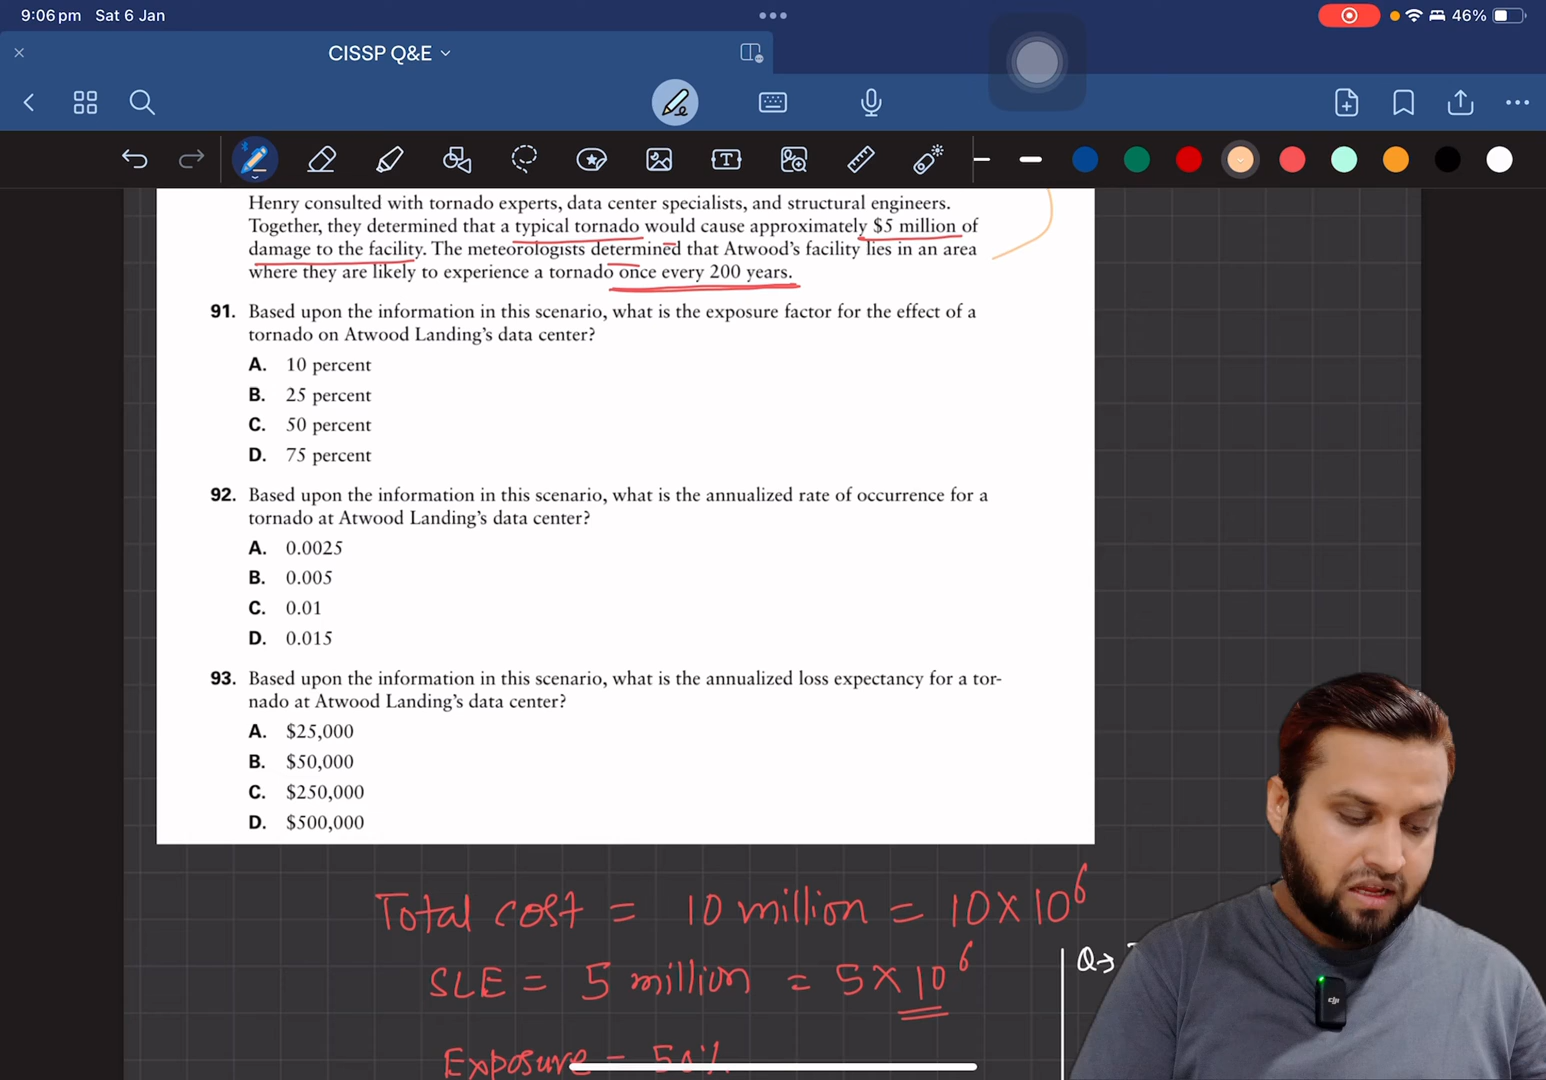 9:06 pm Sat 6 Jan
46%
CISSP Q&E
T
Henry consulted with tornado experts, data center specialists, and structural engineers.
Together, they determined that a typical tornado would cause approximately $5 million of
damage to the facility. The meteorologists determined that Atwood's facility lies in an area
where they are likely to experience a tornado once every 200 years.
91. Based upon the information in this scenario, what is the exposure factor for the effect of a
tornado on Atwood Landing's data center?
A. 10 percent
B. 25 percent
C. 50 percent
D. 75 percent
92. Based upon the information in this scenario, what is the annualized rate of occurrence for a
tornado at Atwood Landing's data center?
A. 0.0025
B. 0.005
C. 0.01
D. 0.015
93. Based upon the information in this scenario, what is the annualized loss expectancy for a tor-
nado at Atwood Landing's data center?
A. $25,000
B. $50,000
C. $250,000
D. $500,000
Total cost = 10 million = 10 × 10⁶
SLE = 5 million = 5 × 10⁶
Q→
dji
Exposure = 50%